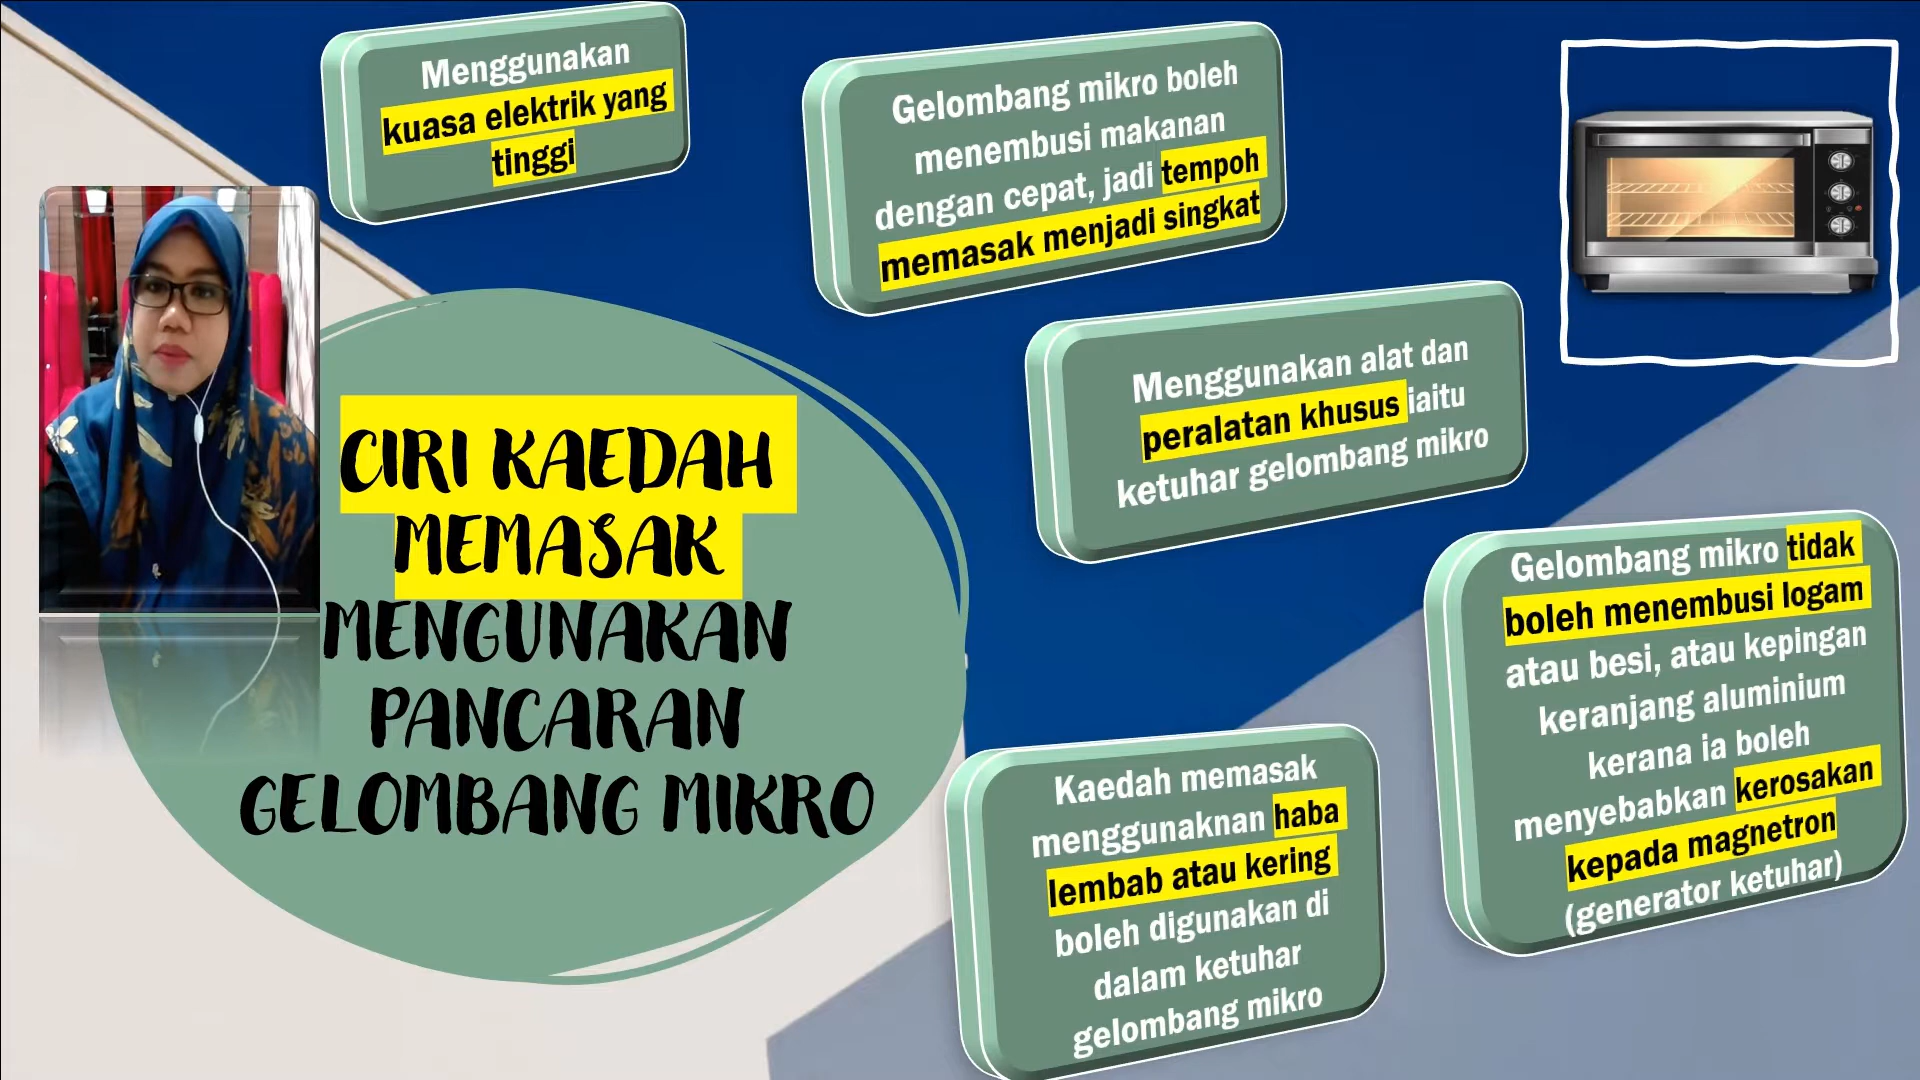 Menggunakan
kuasa elektrik yang
tinggi
Gelombang mikro boleh
menembusi makanan
dengan cepat, jadi tempoh
memasak menjadi singkat
Menggunakan alat dan
peralatan khusus iaitu
ketuhar gelombang mikro
CIRI KAEDAH
MEMASAK
MENGUNAKAN
PANCARAN
GELOMBANG MIKRO
Gelombang mikro tidak
boleh menembusi logam
atau besi, atau kepingan
keranjang aluminium
kerana ia boleh
menyebabkan kerosakan
kepada magnetron
(generator ketuhar)
Kaedah memasak
menggunaknan haba
lembab atau kering
boleh digunakan di
dalam ketuhar
gelombang mikro